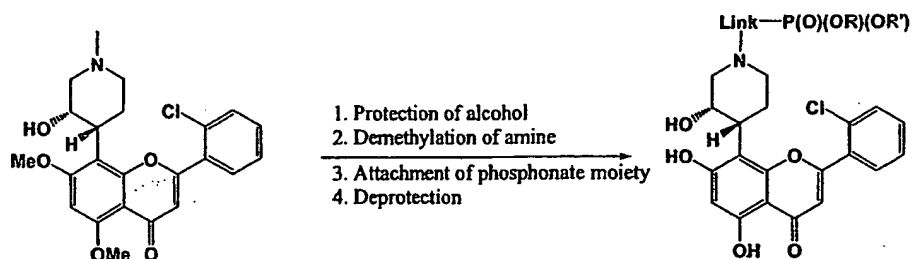 Link—P(O)(OR)(OR')
N
N
HO
H
Cl
MeO
O
OMe
O
1. Protection of alcohol
2. Demethylation of amine
3. Attachment of phosphonate moiety
4. Deprotection
HO
H
Cl
HO
O
OH
O